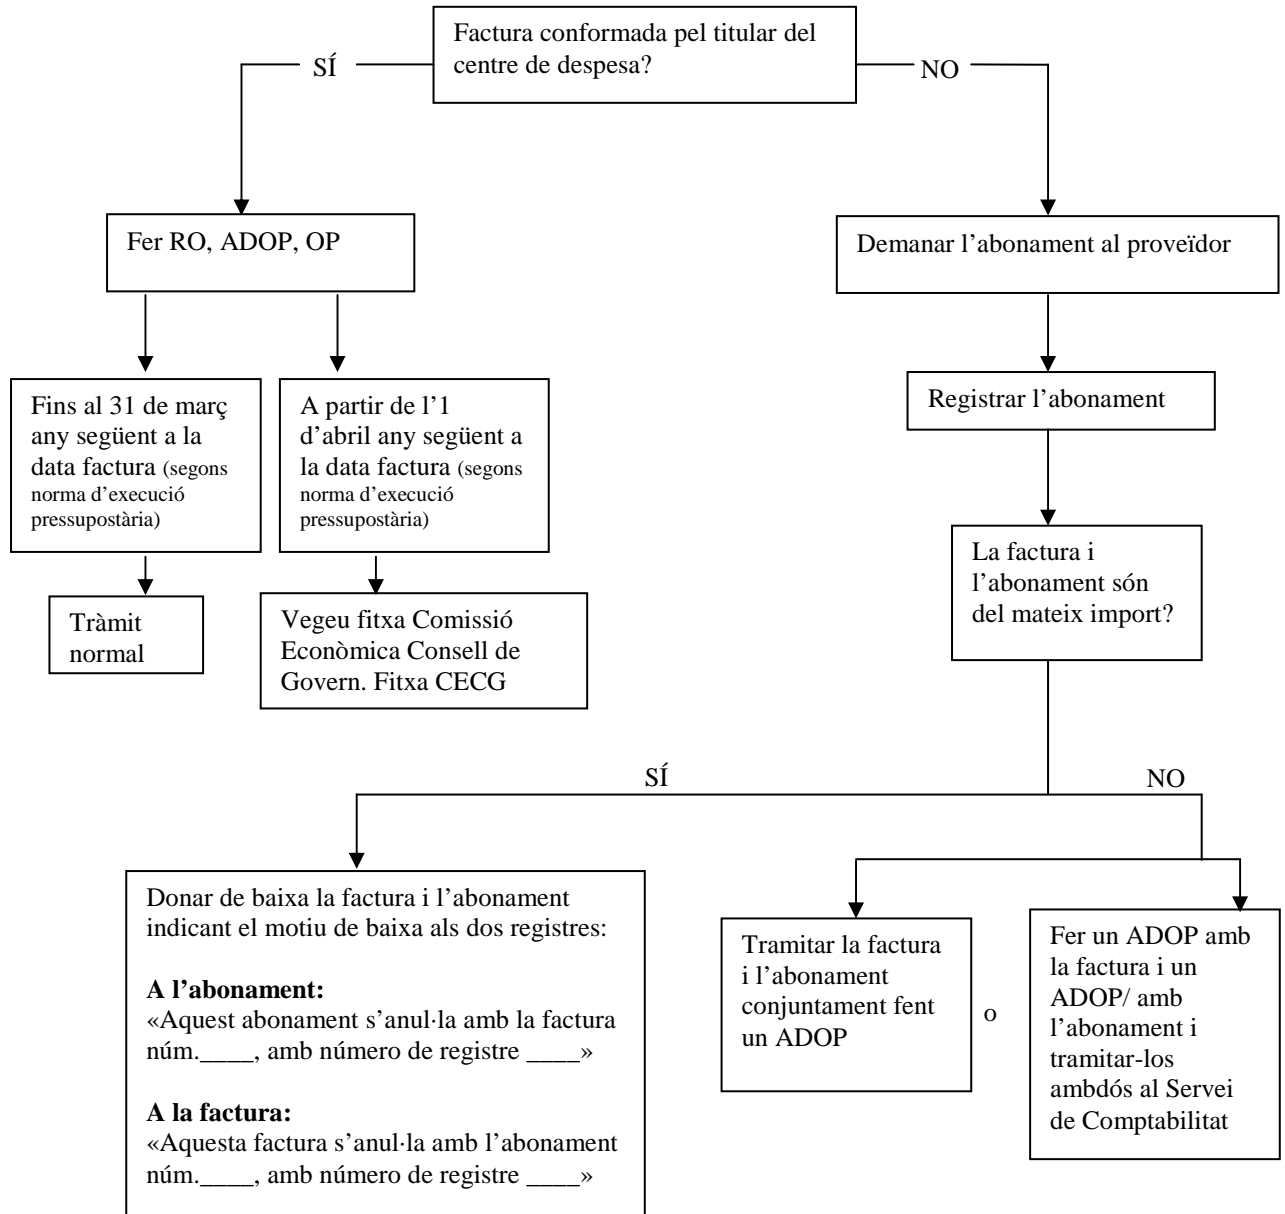 Factura conformada pel titular del
centre de despesa?
SÍ
NO
Fer RO, ADOP, OP
Demanar l’abonament al proveïdor
Fins al 31 de març
any següent a la
data factura (segons
norma d’execució
pressupostària)
A partir de l’1
d’abril any següent a
la data factura (segons
norma d’execució
pressupostària)
Registrar l’abonament
Tràmit
normal
Vegeu fitxa Comissió
Econòmica Consell de
Govern. Fitxa CECG
La factura i
l’abonament són
del mateix import?
SÍ
NO
Donar de baixa la factura i l’abonament
indicant el motiu de baixa als dos registres:
A l’abonament:
«Aquest abonament s’anul·la amb la factura
núm.____, amb número de registre ____»
A la factura:
«Aquesta factura s’anul·la amb l’abonament
núm.____, amb número de registre ____»
Tramitar la factura
i l’abonament
conjuntament fent
un ADOP
o
Fer un ADOP amb
la factura i un
ADOP/ amb
l’abonament i
tramitar-los
ambdós al Servei
de Comptabilitat